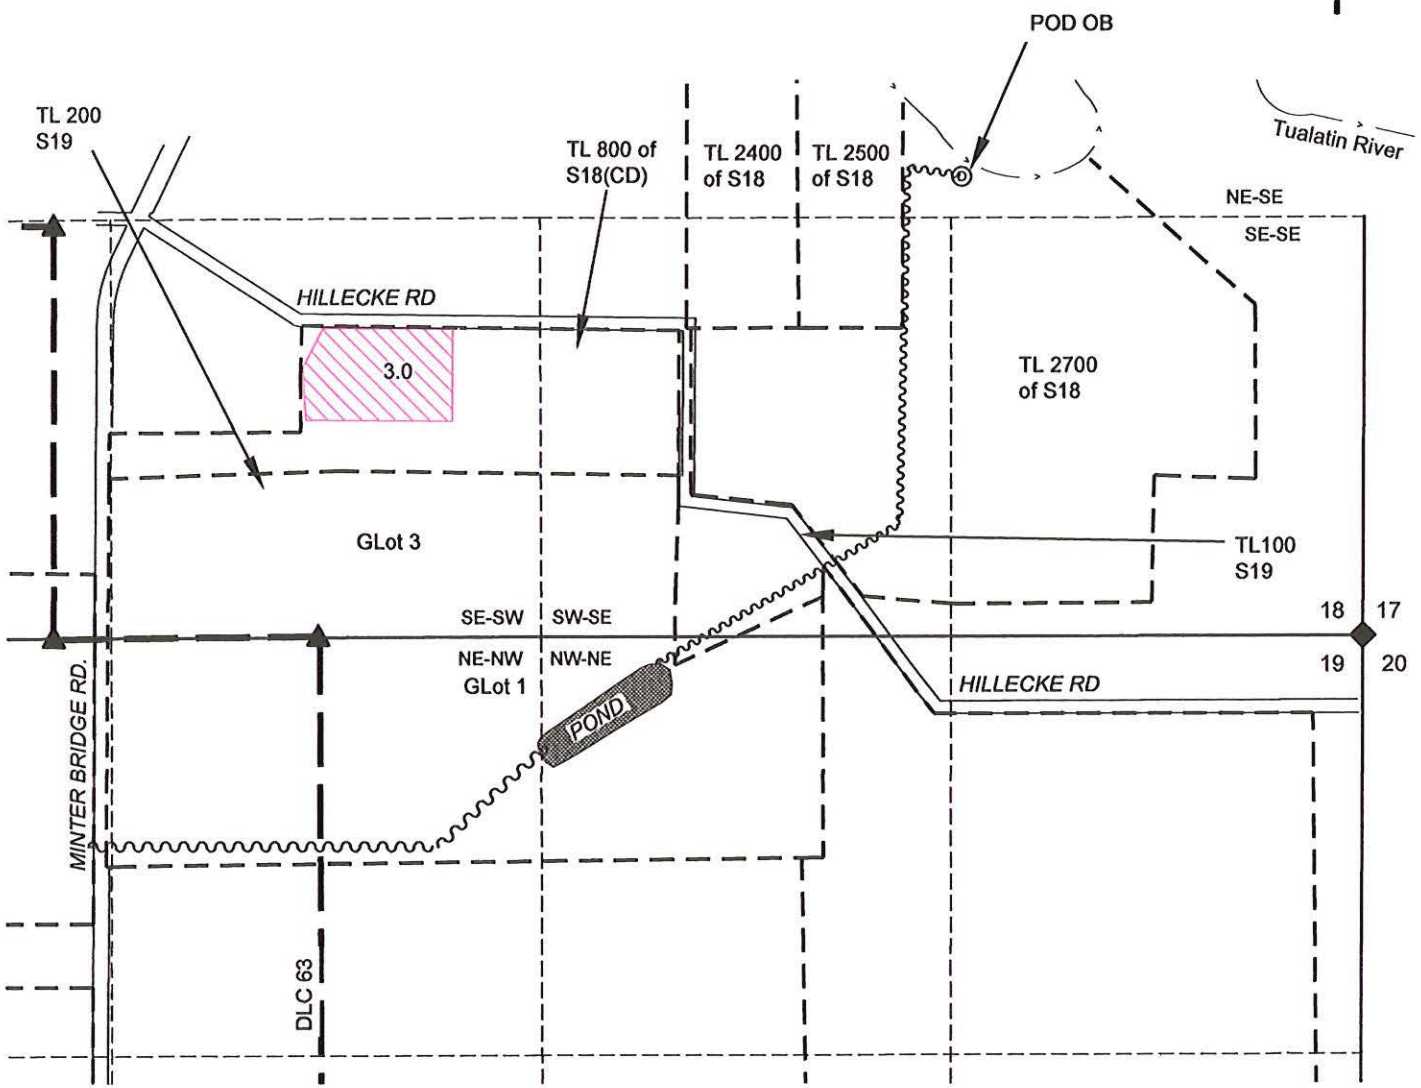 POD OB
TL 200
S19
TL 800 of
S18(CD)
TL 2400
of S18
TL 2500
of S18
Tualatin River
NE-SE
SE-SE
HILLECKE RD
3.0
TL 2700
of S18
GLot 3
TL100
S19
SE-SW
SW-SE
18
17
NE-NW
NW-NE
19
20
GLot 1
HILLECKE RD
POND
MINTER BRIDGE RD.
DLC 63